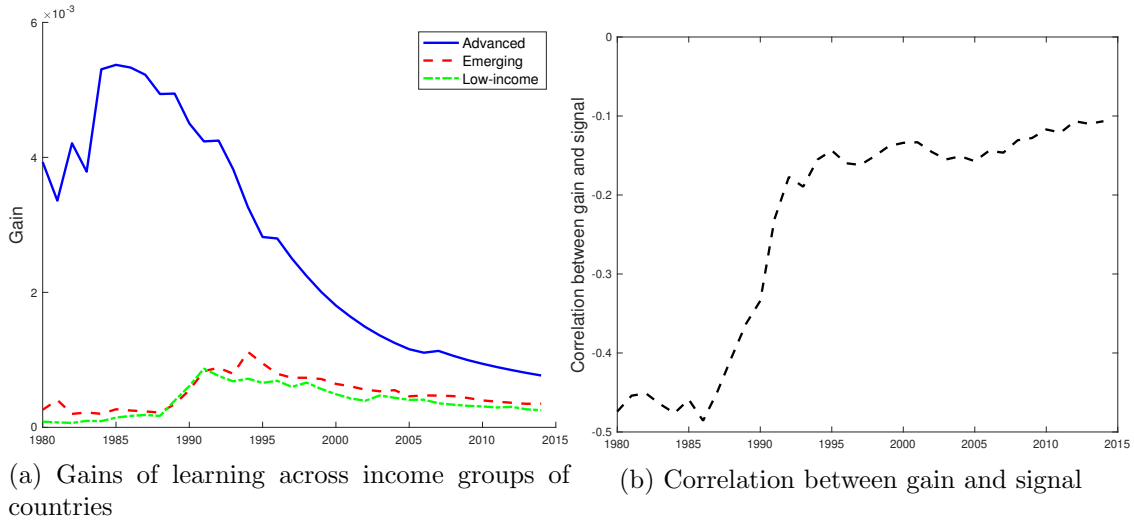 ×10⁻³
6
4
2
0
Gain
Advanced
Emerging
Low-income
1980 1985 1990 1995 2000 2005 2010 2015
(a) Gains of learning across income groups of
countries
0
-0.1
-0.2
-0.3
-0.4
-0.5
Correlation between gain and signal
1980 1985 1990 1995 2000 2005 2010 2015
(b) Correlation between gain and signal